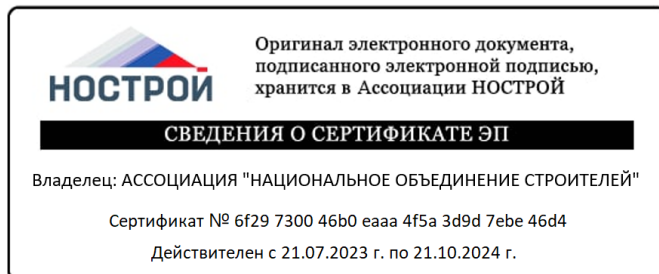 НОСТРОЙ
Оригинал электронного документа,
подписанного электронной подписью,
хранится в Ассоциации НОСТРОЙ
СВЕДЕНИЯ О СЕРТИФИКАТЕ ЭП
Владелец: АССОЦИАЦИЯ "НАЦИОНАЛЬНОЕ ОБЪЕДИНЕНИЕ СТРОИТЕЛЕЙ"
Сертификат № 6f29 7300 46b0 eaaa 4f5a 3d9d 7ebe 46d4
Действителен с 21.07.2023 г. по 21.10.2024 г.